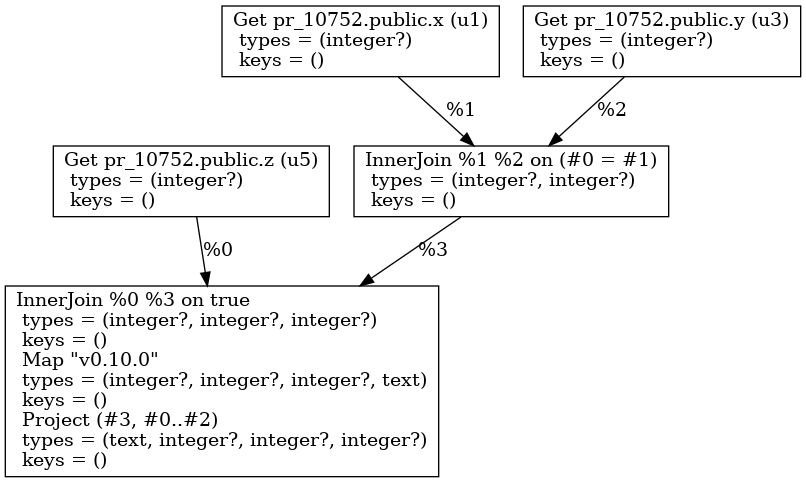 Get pr_10752.public.x (u1)
types = (integer?)
keys = ()
Get pr_10752.public.y (u3)
types = (integer?)
keys = ()
%1
%2
Get pr_10752.public.z (u5)
types = (integer?)
keys = ()
InnerJoin %1 %2 on (#0 = #1)
types = (integer?, integer?)
keys = ()
%0
%3
InnerJoin %0 %3 on true
types = (integer?, integer?, integer?)
keys = ()
Map "v0.10.0"
types = (integer?, integer?, integer?, text)
keys = ()
Project (#3, #0..#2)
types = (text, integer?, integer?, integer?)
keys = ()